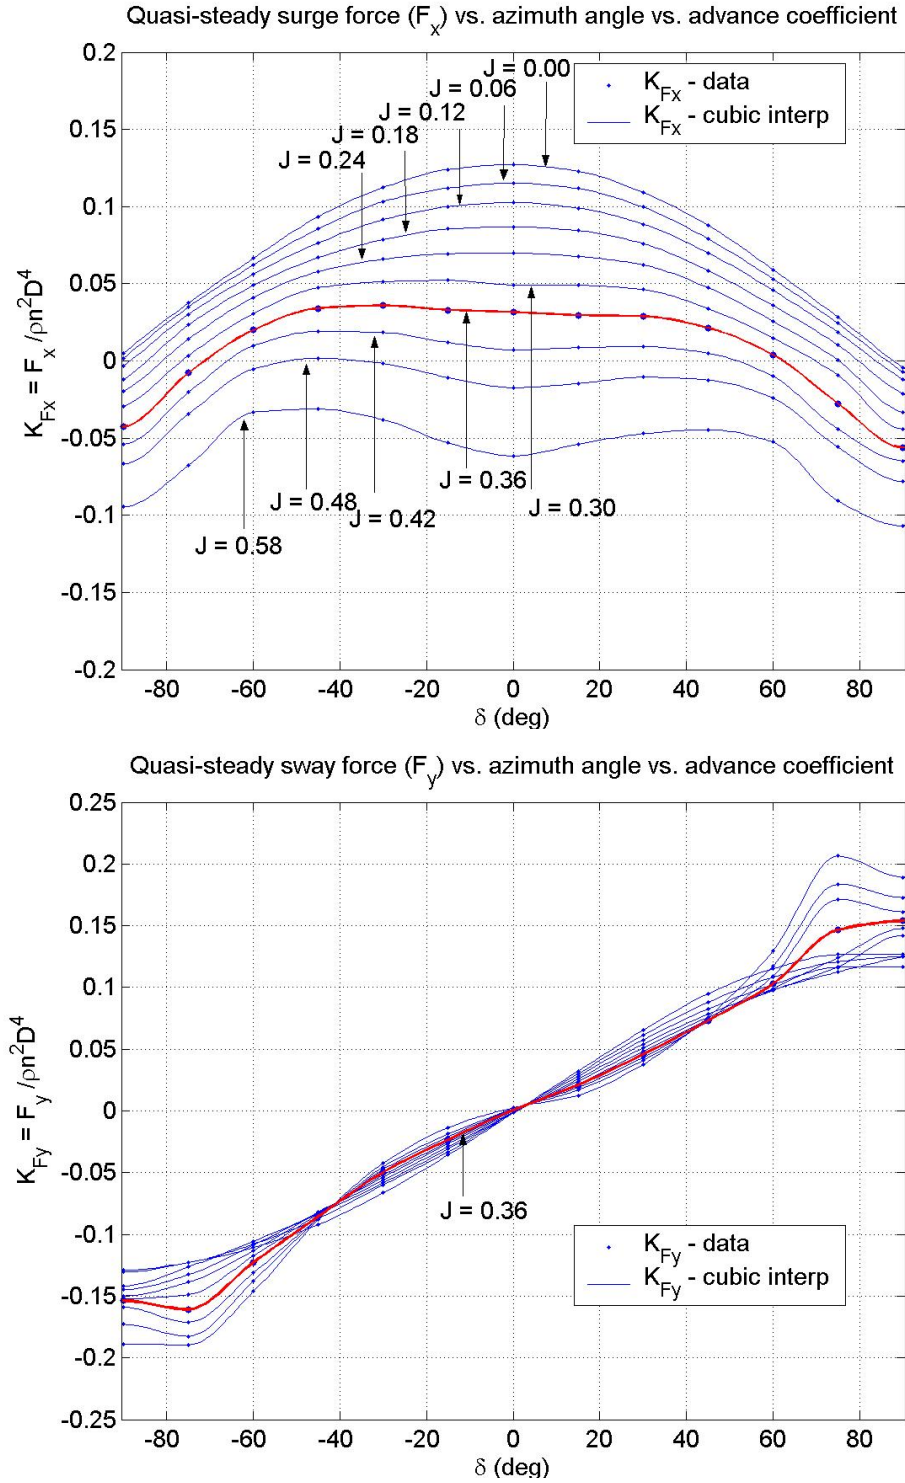 Quasi-steady surge force (Fx) vs. azimuth angle vs. advance coefficient
0.2
0.15
0.1
0.05
0
-0.05
-0.1
-0.15
-0.2
K_Fx = F_x /ρn²D⁴
J = 0.00
J = 0.06
J = 0.12
J = 0.18
J = 0.24
K_Fx - data
K_Fx - cubic interp
J = 0.36
J = 0.48
J = 0.30
J = 0.42
J = 0.58
-80 -60 -40 -20 0 20 40 60 80
δ (deg)
Quasi-steady sway force (F_y) vs. azimuth angle vs. advance coefficient
0.25
0.2
0.15
0.1
0.05
0
-0.05
-0.1
-0.15
-0.2
-0.25
K_Fy = F_y /ρn²D⁴
J = 0.36
K_Fy - data
K_Fy - cubic interp
-80 -60 -40 -20 0 20 40 60 80
δ (deg)